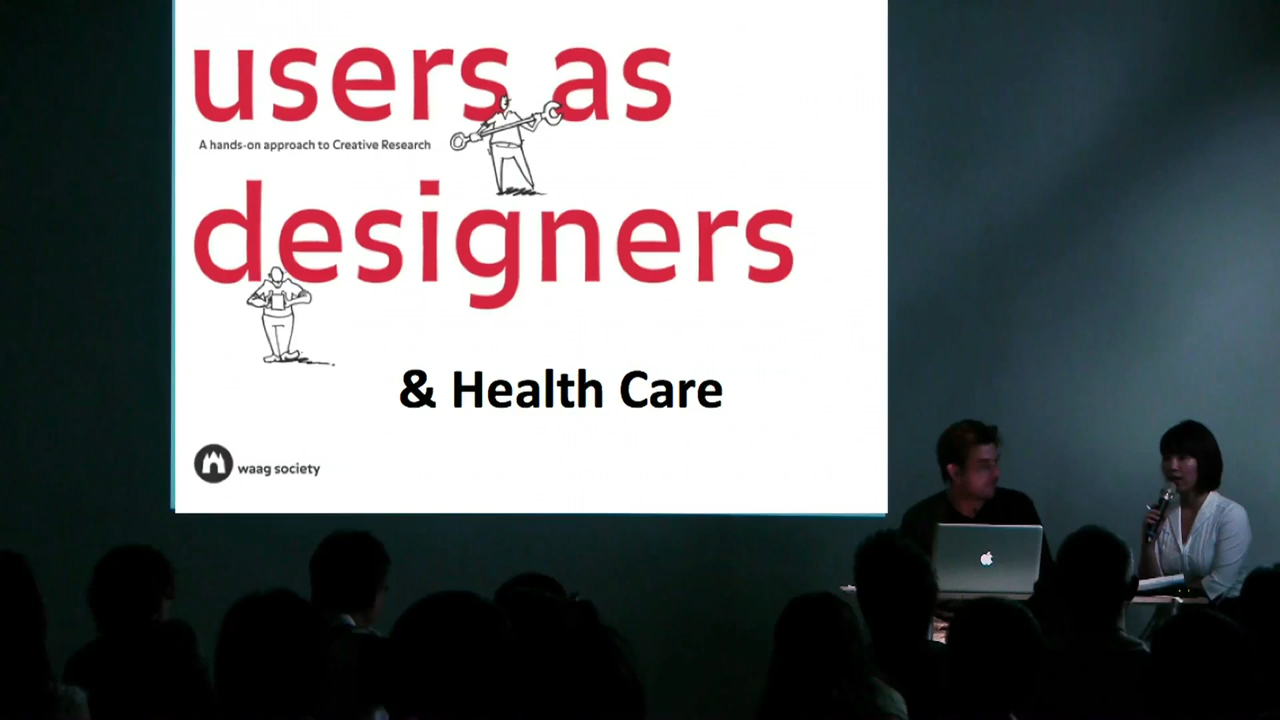 users as
A hands-on approach to Creative Research
designers
& Health Care
waag society